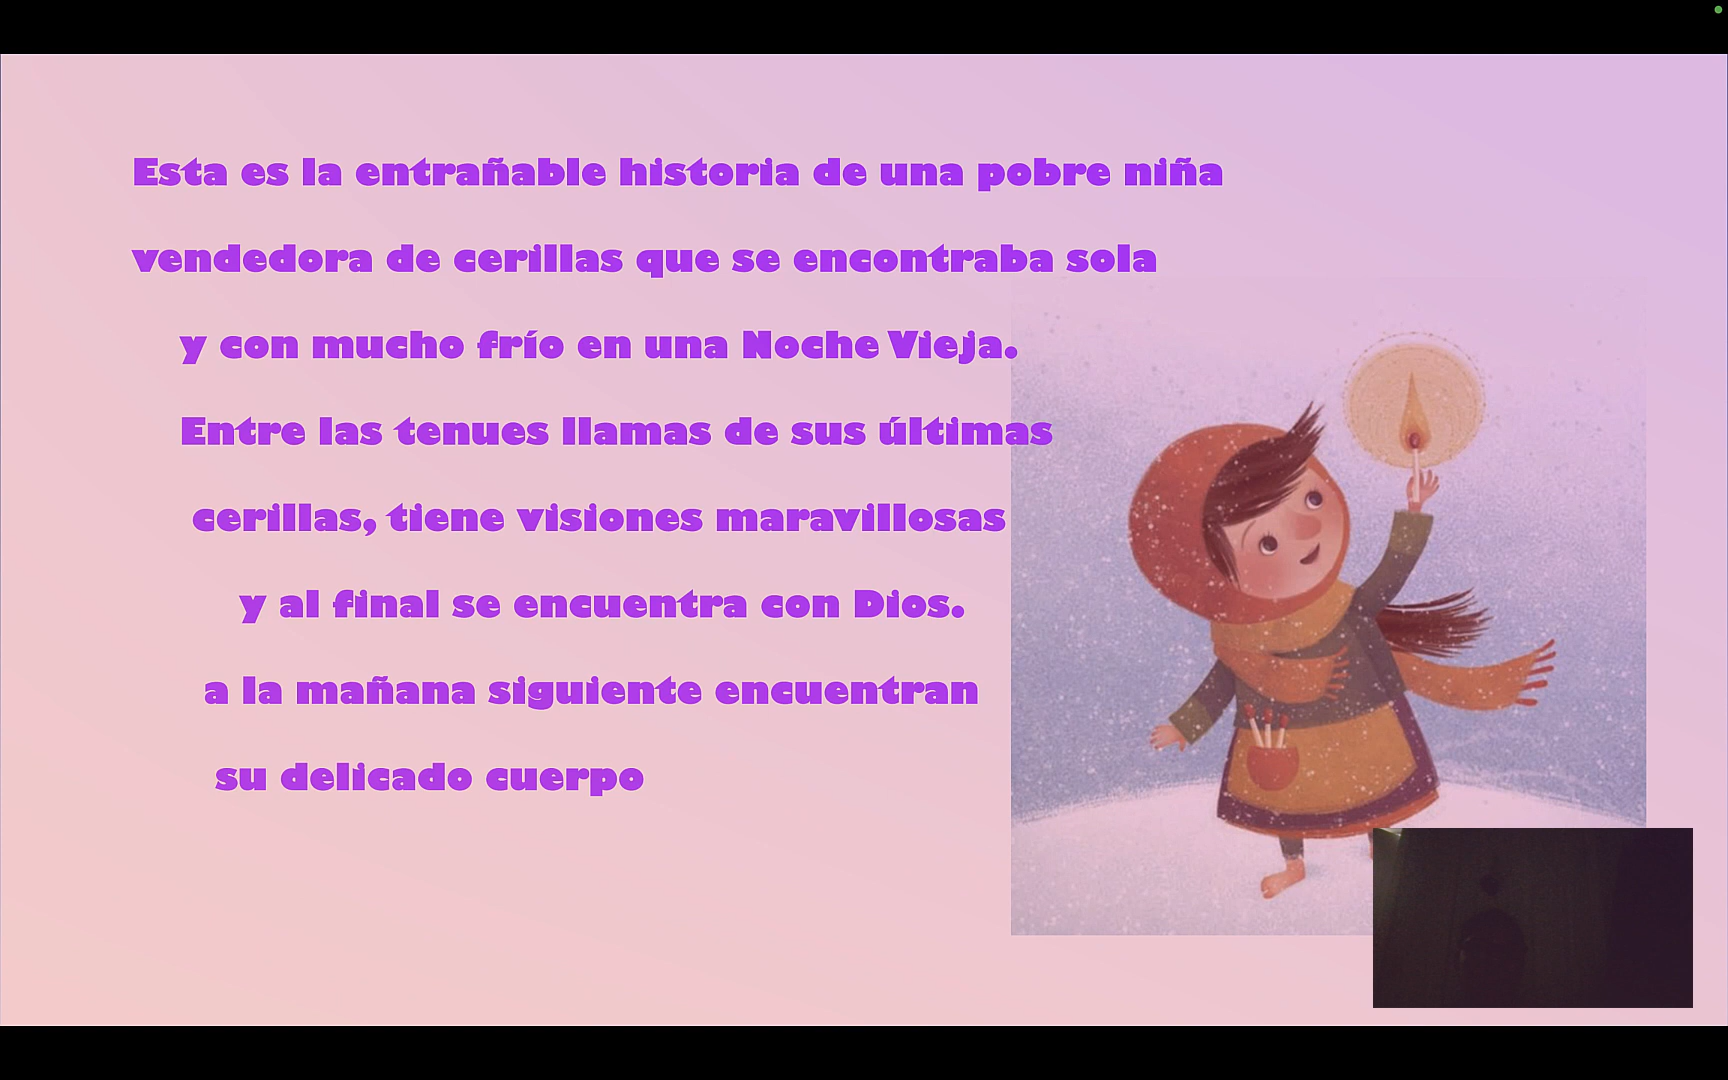 Esta es la entrañable historia de una pobre niña
vendedora de cerillas que se encontraba sola
y con mucho frío en una Noche Vieja.
Entre las tenues llamas de sus últimas
cerillas, tiene visiones maravillosas
y al final se encuentra con Dios.
a la mañana siguiente encuentran
su delicado cuerpo